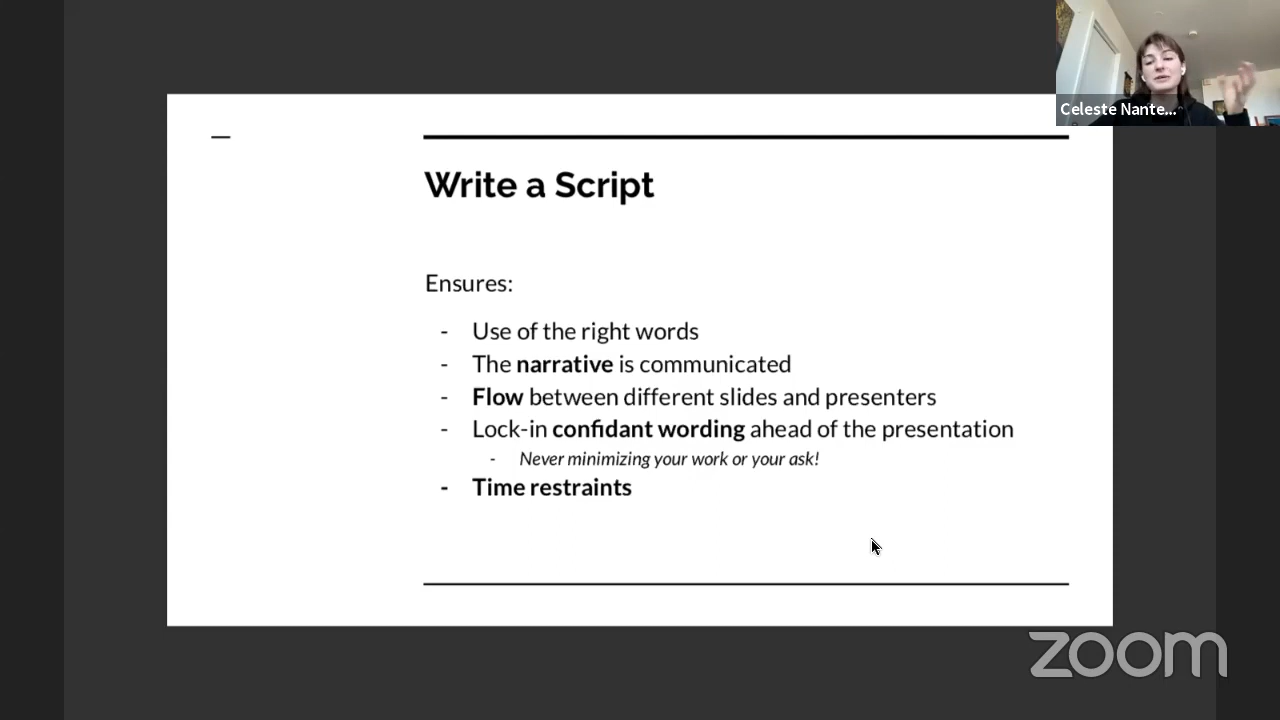 Celeste Nante...
Write a Script
Ensures:
- Use of the right words
- The narrative is communicated
- Flow between different slides and presenters
- Lock-in confidant wording ahead of the presentation
- Never minimizing your work or your ask!
- Time restraints
zoom